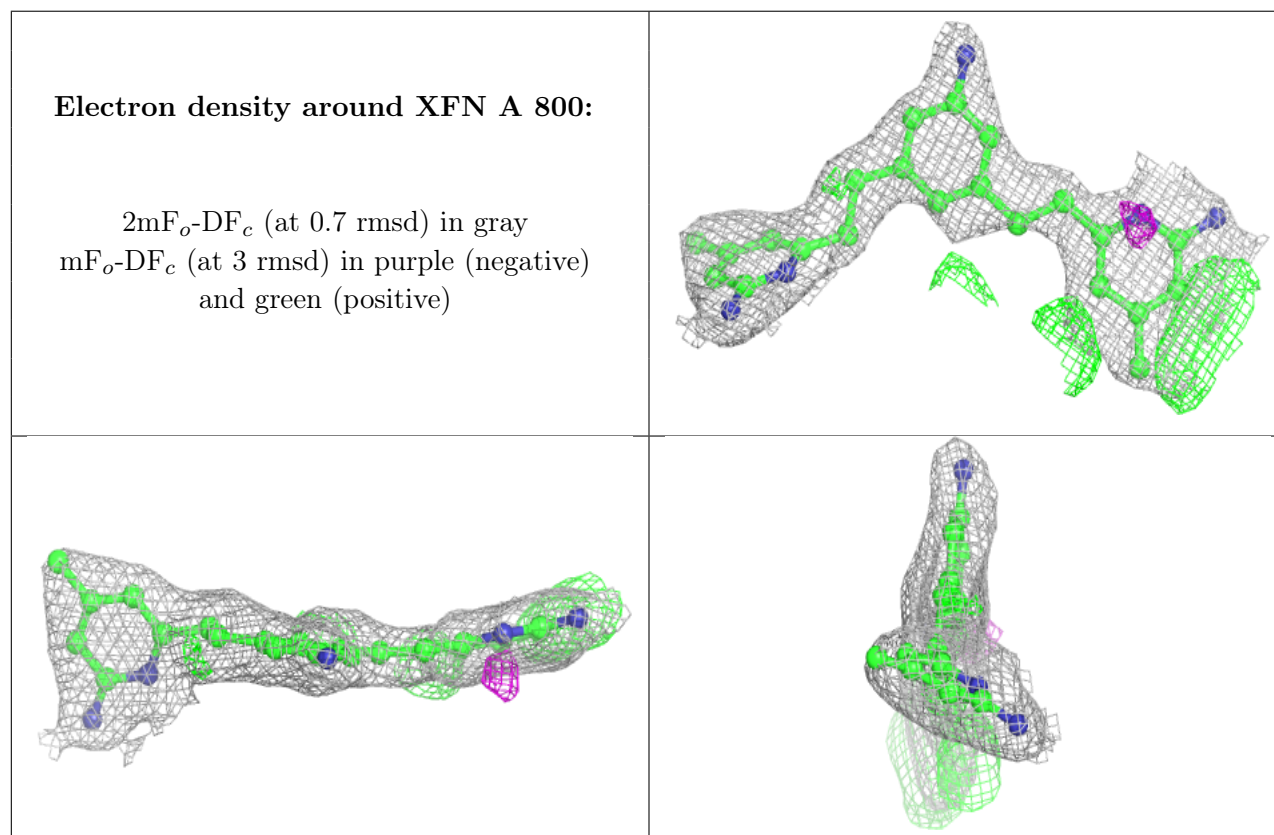 Electron density around XFN A 800:
2mFo-DFc (at 0.7 rmsd) in gray
mFo-DFc (at 3 rmsd) in purple (negative)
and green (positive)